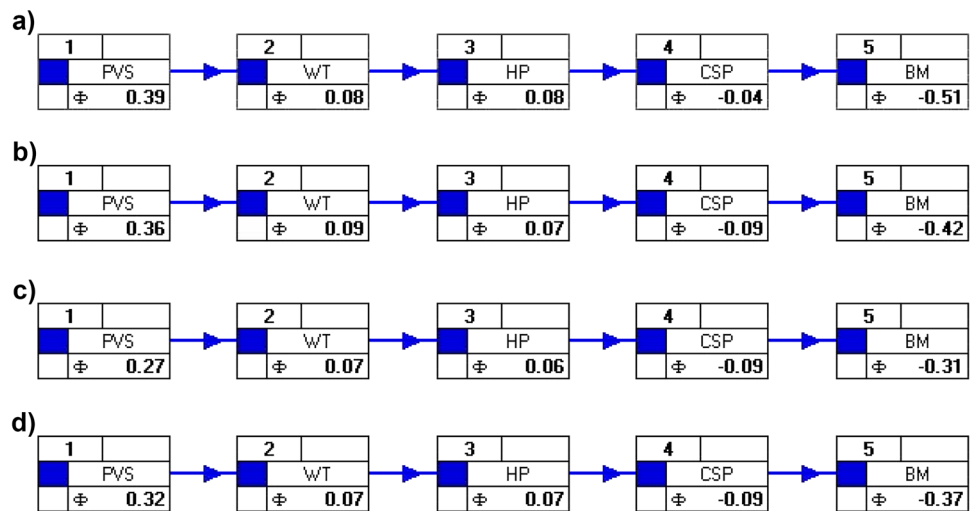 a)
1 2 3 4 5
PVS WT HP CSP BM
Φ 0.39 Φ 0.08 Φ 0.08 Φ -0.04 Φ -0.51
b)
1 2 3 4 5
PVS WT HP CSP BM
Φ 0.36 Φ 0.09 Φ 0.07 Φ -0.09 Φ -0.42
c)
1 2 3 4 5
PVS WT HP CSP BM
Φ 0.27 Φ 0.07 Φ 0.06 Φ -0.09 Φ -0.31
d)
1 2 3 4 5
PVS WT HP CSP BM
Φ 0.32 Φ 0.07 Φ 0.07 Φ -0.09 Φ -0.37